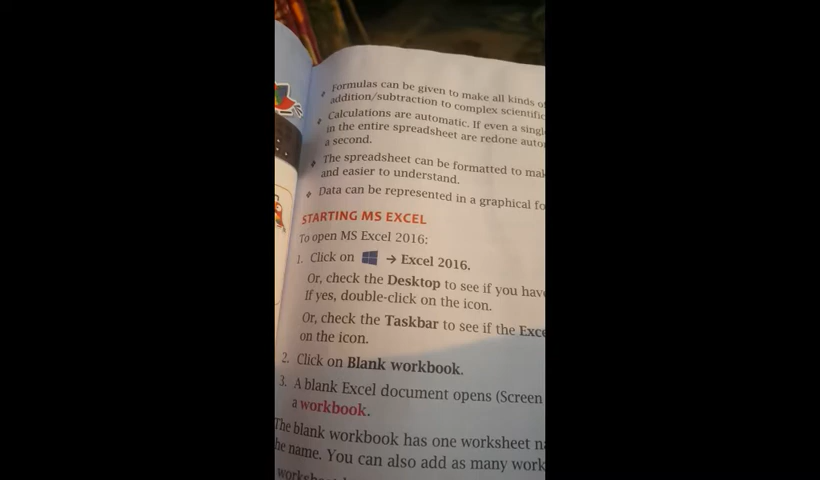 Formulas can be given to make all kinds of
addition/subtraction to complex scientific
Calculations are automatic. If even a singl
in the entire spreadsheet are redone auto
a second.
The spreadsheet can be formatted to mak
and easier to understand.
Data can be represented in a graphical fo
STARTING MS EXCEL
To open MS Excel 2016:
1. Click on → Excel 2016.
Or, check the Desktop to see if you have
If yes, double-click on the icon.
Or, check the Taskbar to see if the Exce
on the icon.
2. Click on Blank workbook.
3. A blank Excel document opens (Screen
a workbook.
The blank workbook has one worksheet na
he name. You can also add as many work